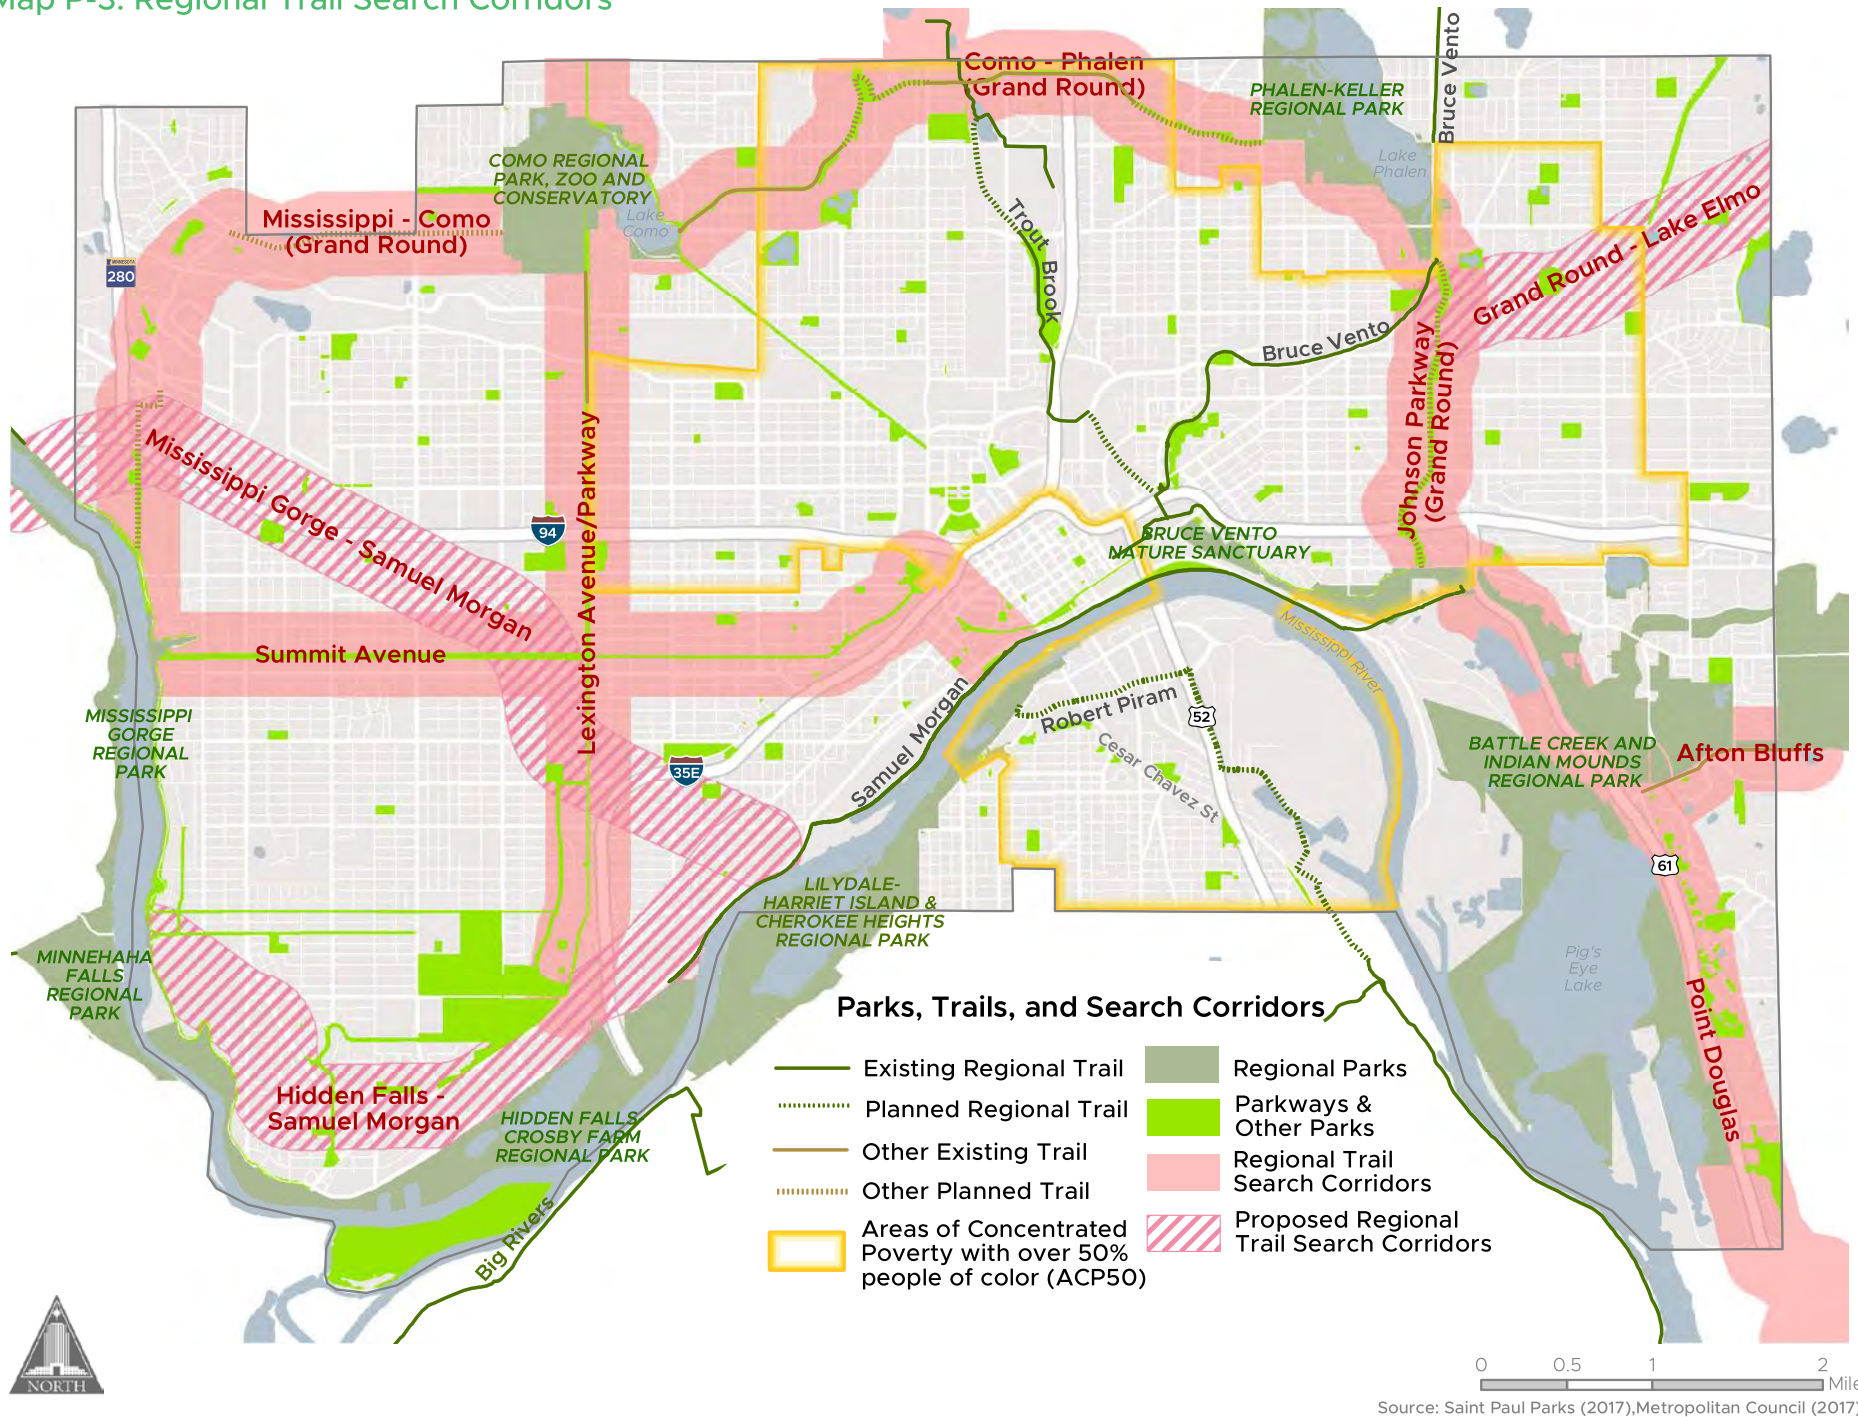 Map P-3: Regional Trail Search Corridors
Como - Phalen
(Grand Round)
Bruce Vento
PHALEN-KELLER
REGIONAL PARK
Lake
Phalen
COMO REGIONAL
PARK, ZOO AND
CONSERVATORY
Lake
Como
Mississippi - Como
(Grand Round)
MINNESOTA
280
Trout Brook
Grand Round - Lake Elmo
Bruce Vento
Johnson Parkway
(Grand Round)
Mississippi Gorge - Samuel Morgan
Lexington Avenue/Parkway
94
BRUCE VENTO
NATURE SANCTUARY
Mississippi River
Summit Avenue
MISSISSIPPI
GORGE
REGIONAL
PARK
Samuel Morgan
Robert Piram
52
Cesar Chavez St
35E
BATTLE CREEK AND
INDIAN MOUNDS
REGIONAL PARK
Afton Bluffs
61
LILYDALE-
HARRIET ISLAND &
CHEROKEE HEIGHTS
REGIONAL PARK
MINNEHAHA
FALLS
REGIONAL
PARK
Pig's
Eye
Lake
Point Douglas
Hidden Falls -
Samuel Morgan
HIDDEN FALLS
CROSBY FARM
REGIONAL PARK
Big Rivers
Parks, Trails, and Search Corridors
Existing Regional Trail
Planned Regional Trail
Other Existing Trail
Other Planned Trail
Areas of Concentrated
Poverty with over 50%
people of color (ACP50)
Regional Parks
Parkways &
Other Parks
Regional Trail
Search Corridors
Proposed Regional
Trail Search Corridors
NORTH
0 0.5 1 2
Mile
Source: Saint Paul Parks (2017),Metropolitan Council (2017)